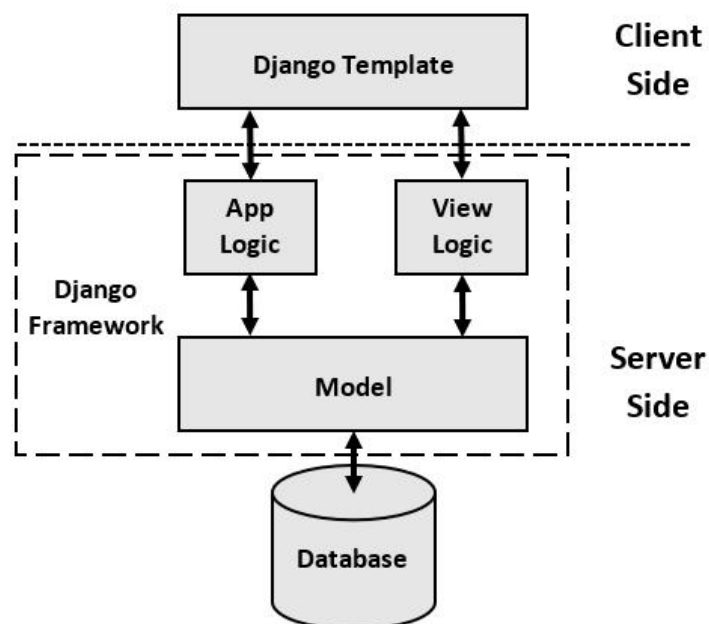 Client
Side
Django Template
App
Logic
View
Logic
Django
Framework
Model
Server
Side
Database